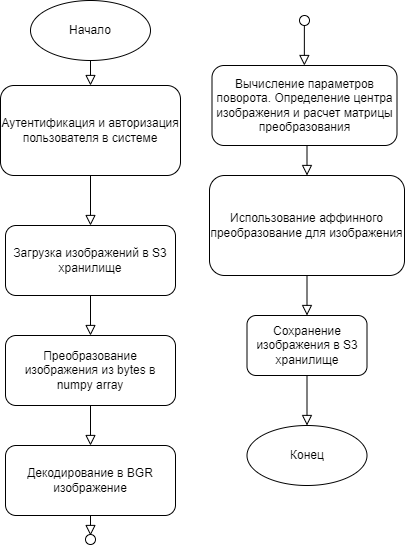 Начало
Аутентификация и авторизация
пользователя в системе
Загрузка изображений в S3
хранилище
Преобразование
изображения из bytes в
numpy array
Декодирование в BGR
изображение
Вычисление параметров
поворота. Определение центра
изображения и расчет матрицы
преобразования
Использование аффинного
преобразование для изображения
Сохранение
изображения в S3
хранилище
Конец